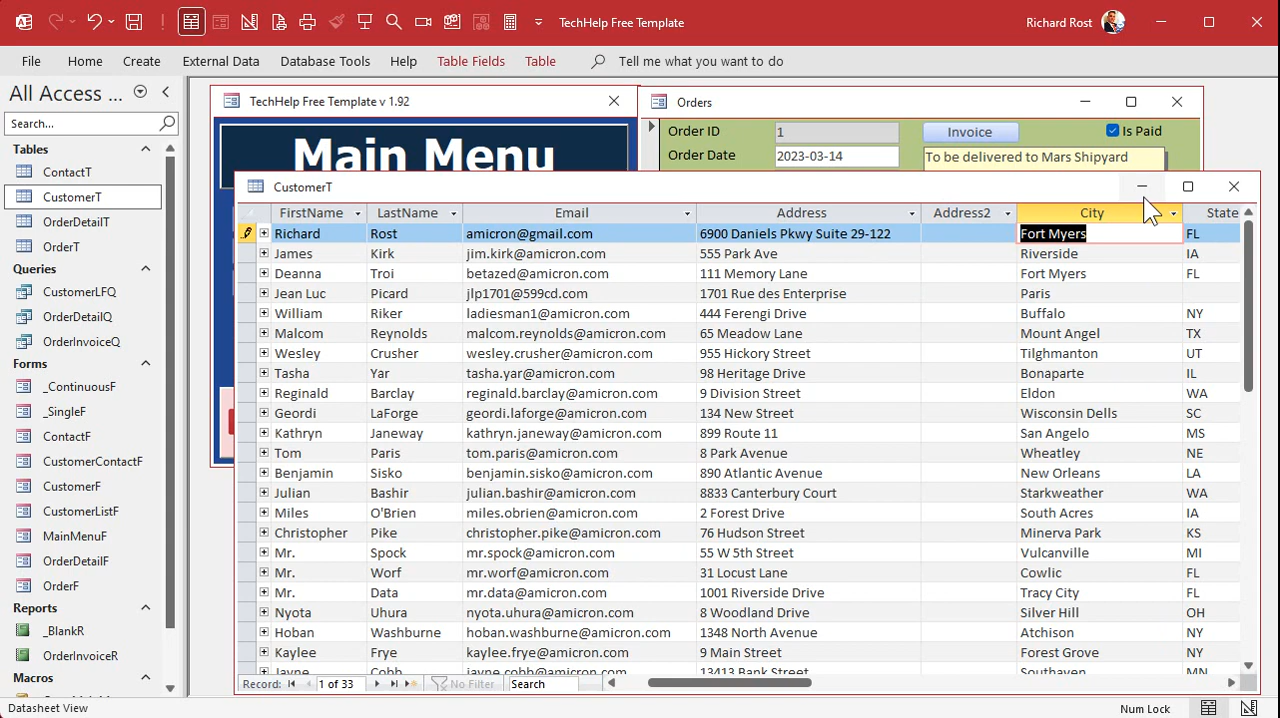 TechHelp Free Template
Richard Rost
File
Home
Create
External Data
Database Tools
Help
Table Fields
Table
Tell me what you want to do
All Access ...
Search...
Tables
ContactT
CustomerT
OrderDetailT
OrderT
Queries
CustomerLFQ
OrderDetailQ
OrderInvoiceQ
Forms
_ContinuousF
_SingleF
ContactF
CustomerContactF
CustomerF
CustomerListF
MainMenuF
OrderDetailF
OrderF
Reports
_BlankR
OrderInvoiceR
Macros
TechHelp Free Template v 1.92
Main Menu
Orders
Order ID 1 Invoice Is Paid
Order Date 2023-03-14 To be delivered to Mars Shipyard
CustomerT
FirstName LastName Email Address Address2 City State
Richard Rost amicron@gmail.com 6900 Daniels Pkwy Suite 29-122 Fort Myers FL
James Kirk jim.kirk@amicron.com 555 Park Ave Riverside IA
Deanna Troi betazed@amicron.com 111 Memory Lane Fort Myers FL
Jean Luc Picard jlp1701@599cd.com 1701 Rue des Enterprise Paris
William Riker ladiesman1@amicron.com 444 Ferengi Drive Buffalo NY
Malcom Reynolds malcom.reynolds@amicron.com 65 Meadow Lane Mount Angel TX
Wesley Crusher wesley.crusher@amicron.com 955 Hickory Street Tilghmanton UT
Tasha Yar tasha.yar@amicron.com 98 Heritage Drive Bonaparte IL
Reginald Barclay reginald.barclay@amicron.com 9 Division Street Eldon WA
Geordi LaForge geordi.laforge@amicron.com 134 New Street Wisconsin Dells SC
Kathryn Janeway kathryn.janeway@amicron.com 899 Route 11 San Angelo MS
Tom Paris tom.paris@amicron.com 8 Park Avenue Wheatley NE
Benjamin Sisko benjamin.sisko@amicron.com 890 Atlantic Avenue New Orleans LA
Julian Bashir julian.bashir@amicron.com 8833 Canterbury Court Starkweather WA
Miles O'Brien miles.obrien@amicron.com 2 Forest Drive South Acres IA
Christopher Pike christopher.pike@amicron.com 76 Hudson Street Minerva Park KS
Mr. Spock mr.spock@amicron.com 55 W 5th Street Vulcanville MI
Mr. Worf mr.worf@amicron.com 31 Locust Lane Cowlic FL
Mr. Data mr.data@amicron.com 1001 Riverside Drive Tracy City FL
Nyota Uhura nyota.uhura@amicron.com 8 Woodland Drive Silver Hill OH
Hoban Washburne hoban.washburne@amicron.com 1348 North Avenue Atchison NY
Kaylee Frye kaylee.frye@amicron.com 9 Main Street Forest Grove NY
Jayne Cobb jayne.cobb@amicron.com 13413 Bank Street Southaven MN
Record: 1 of 33 No Filter Search
Datasheet View
Num Lock